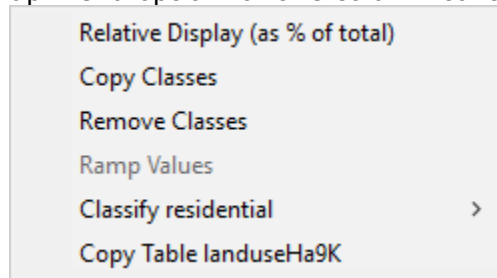 Relative Display (as % of total)
Copy Classes
Remove Classes
Ramp Values
Classify residential
Copy Table landuseHa9K